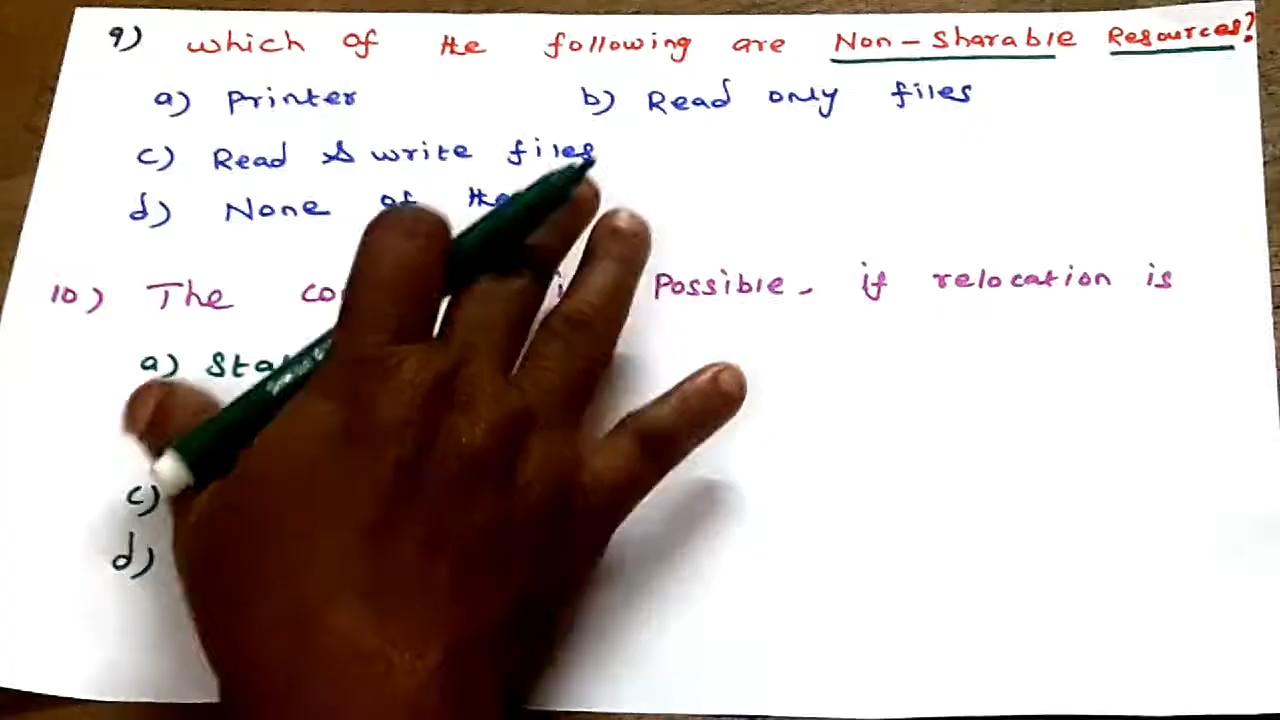 9) which of the following are Non-Sharable Resources?
a) Printer b) Read only files
c) Read & write files
d) None of the
10) The Possible, if relocation is
a)
c)
d)